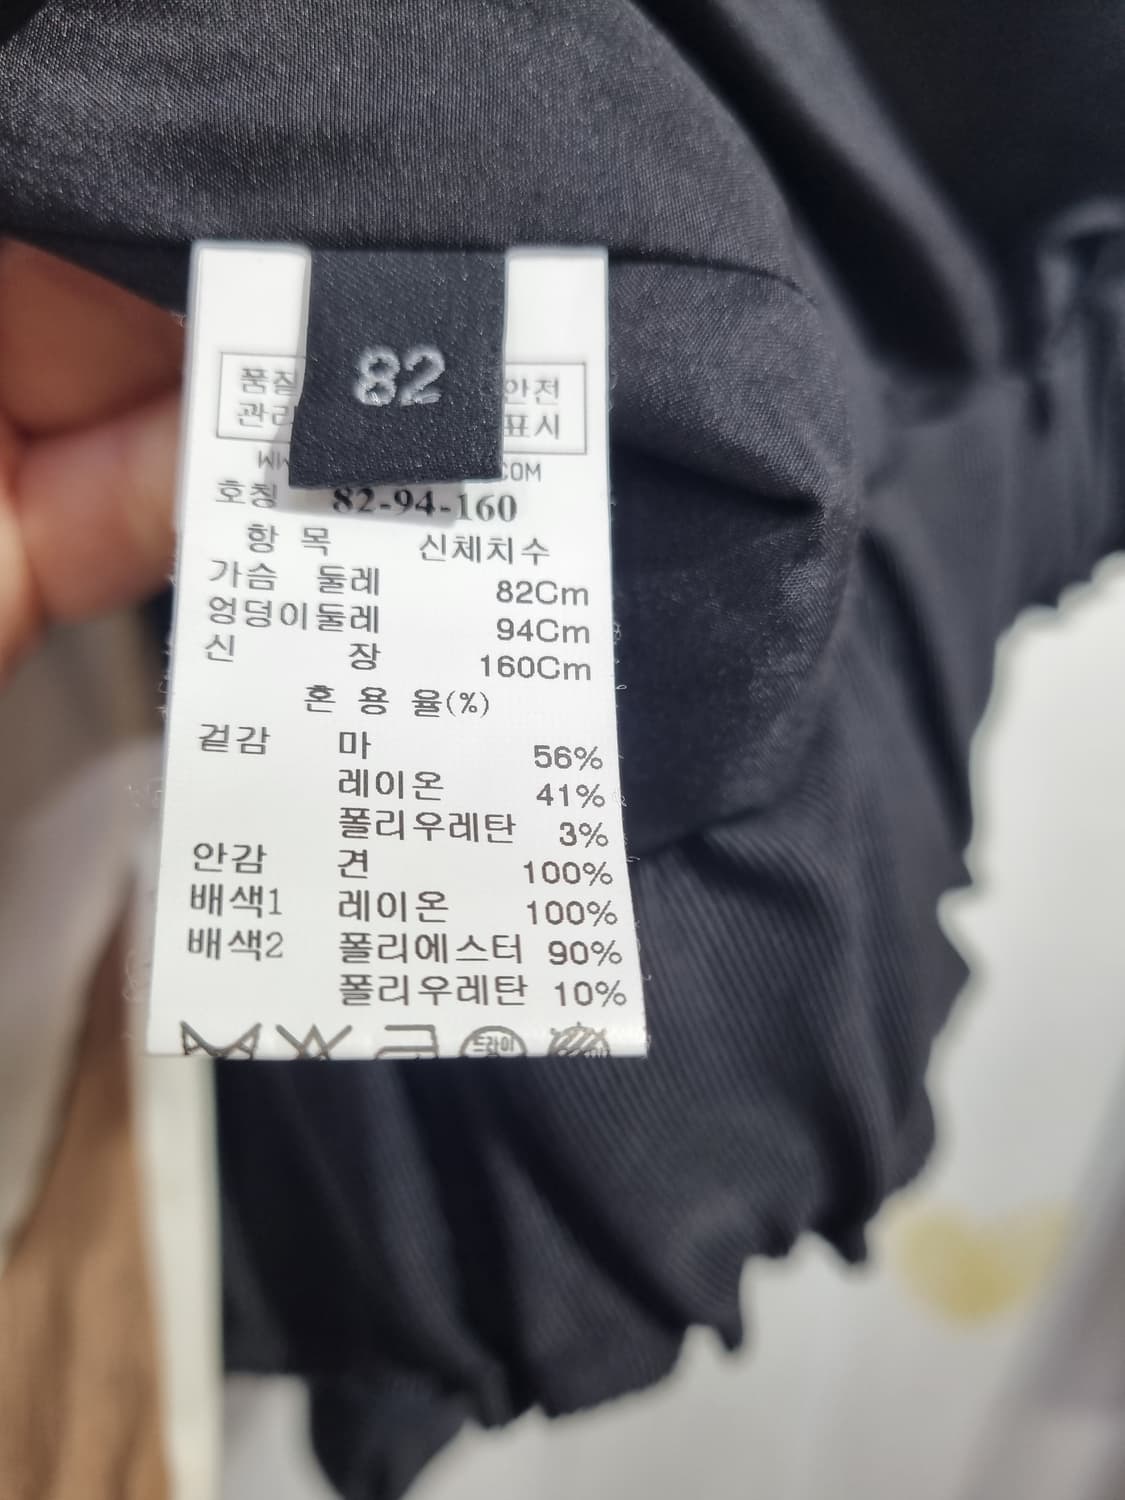 82
품질 안전
관리 표시
COM
호칭 82-94-160
항 목 신체치수
가슴 둘레 82Cm
엉덩이둘레 94Cm
신 장 160Cm
혼 용 율(%)
겉감 마 56%
레이온 41%
폴리우레탄 3%
안감 견 100%
배색1 레이온 100%
배색2 폴리에스터 90%
폴리우레탄 10%
드라이